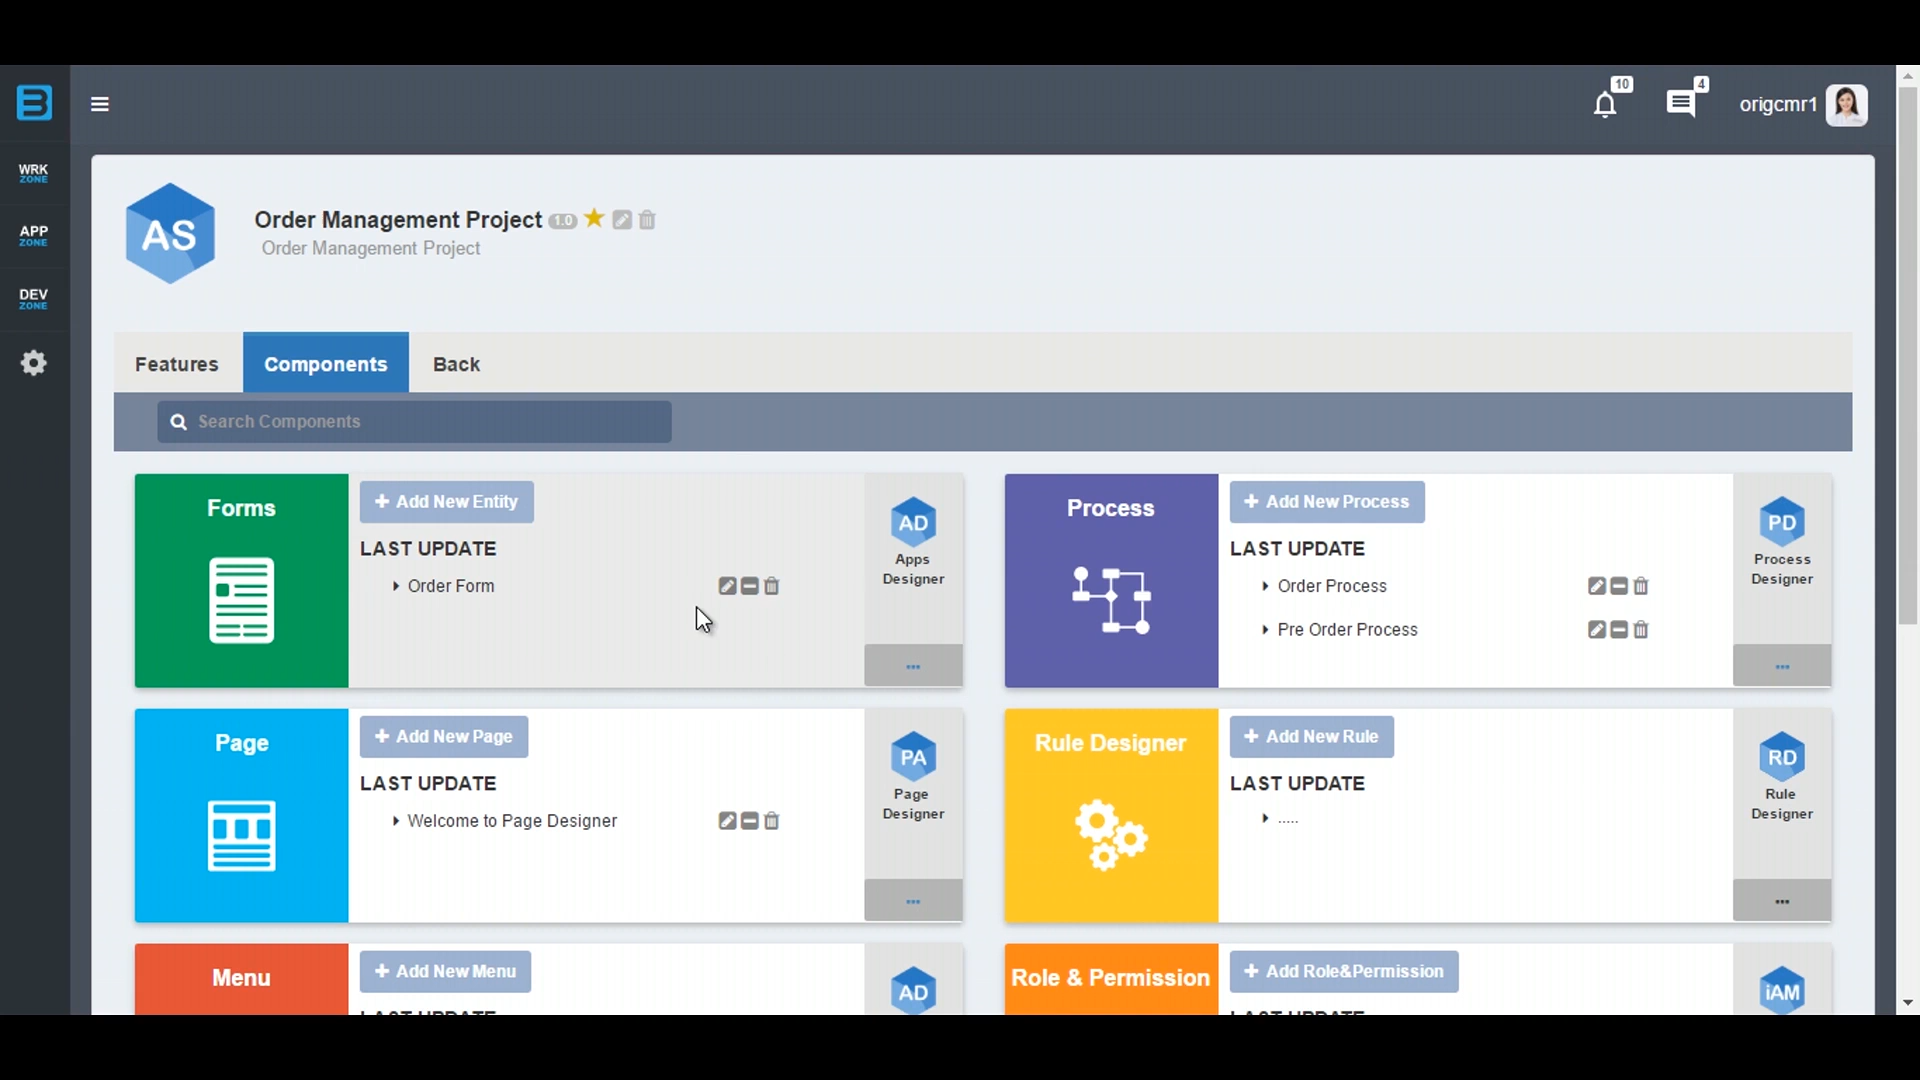 B
10
4
origcmr1
WRK
ZONE
APP
ZONE
DEV
ZONE
AS
Order Management Project 1.0
Order Management Project
Features Components Back
Search Components
Forms
+ Add New Entity
LAST UPDATE
Order Form
AD
Apps
Designer
...
Process
+ Add New Process
LAST UPDATE
Order Process
Pre Order Process
PD
Process
Designer
...
Page
+ Add New Page
LAST UPDATE
Welcome to Page Designer
PA
Page
Designer
...
Rule Designer
+ Add New Rule
LAST UPDATE
.....
RD
Rule
Designer
...
Menu
+ Add New Menu
LAST UPDATE
AD
Role & Permission
+ Add Role&Permission
LAST UPDATE
iAM